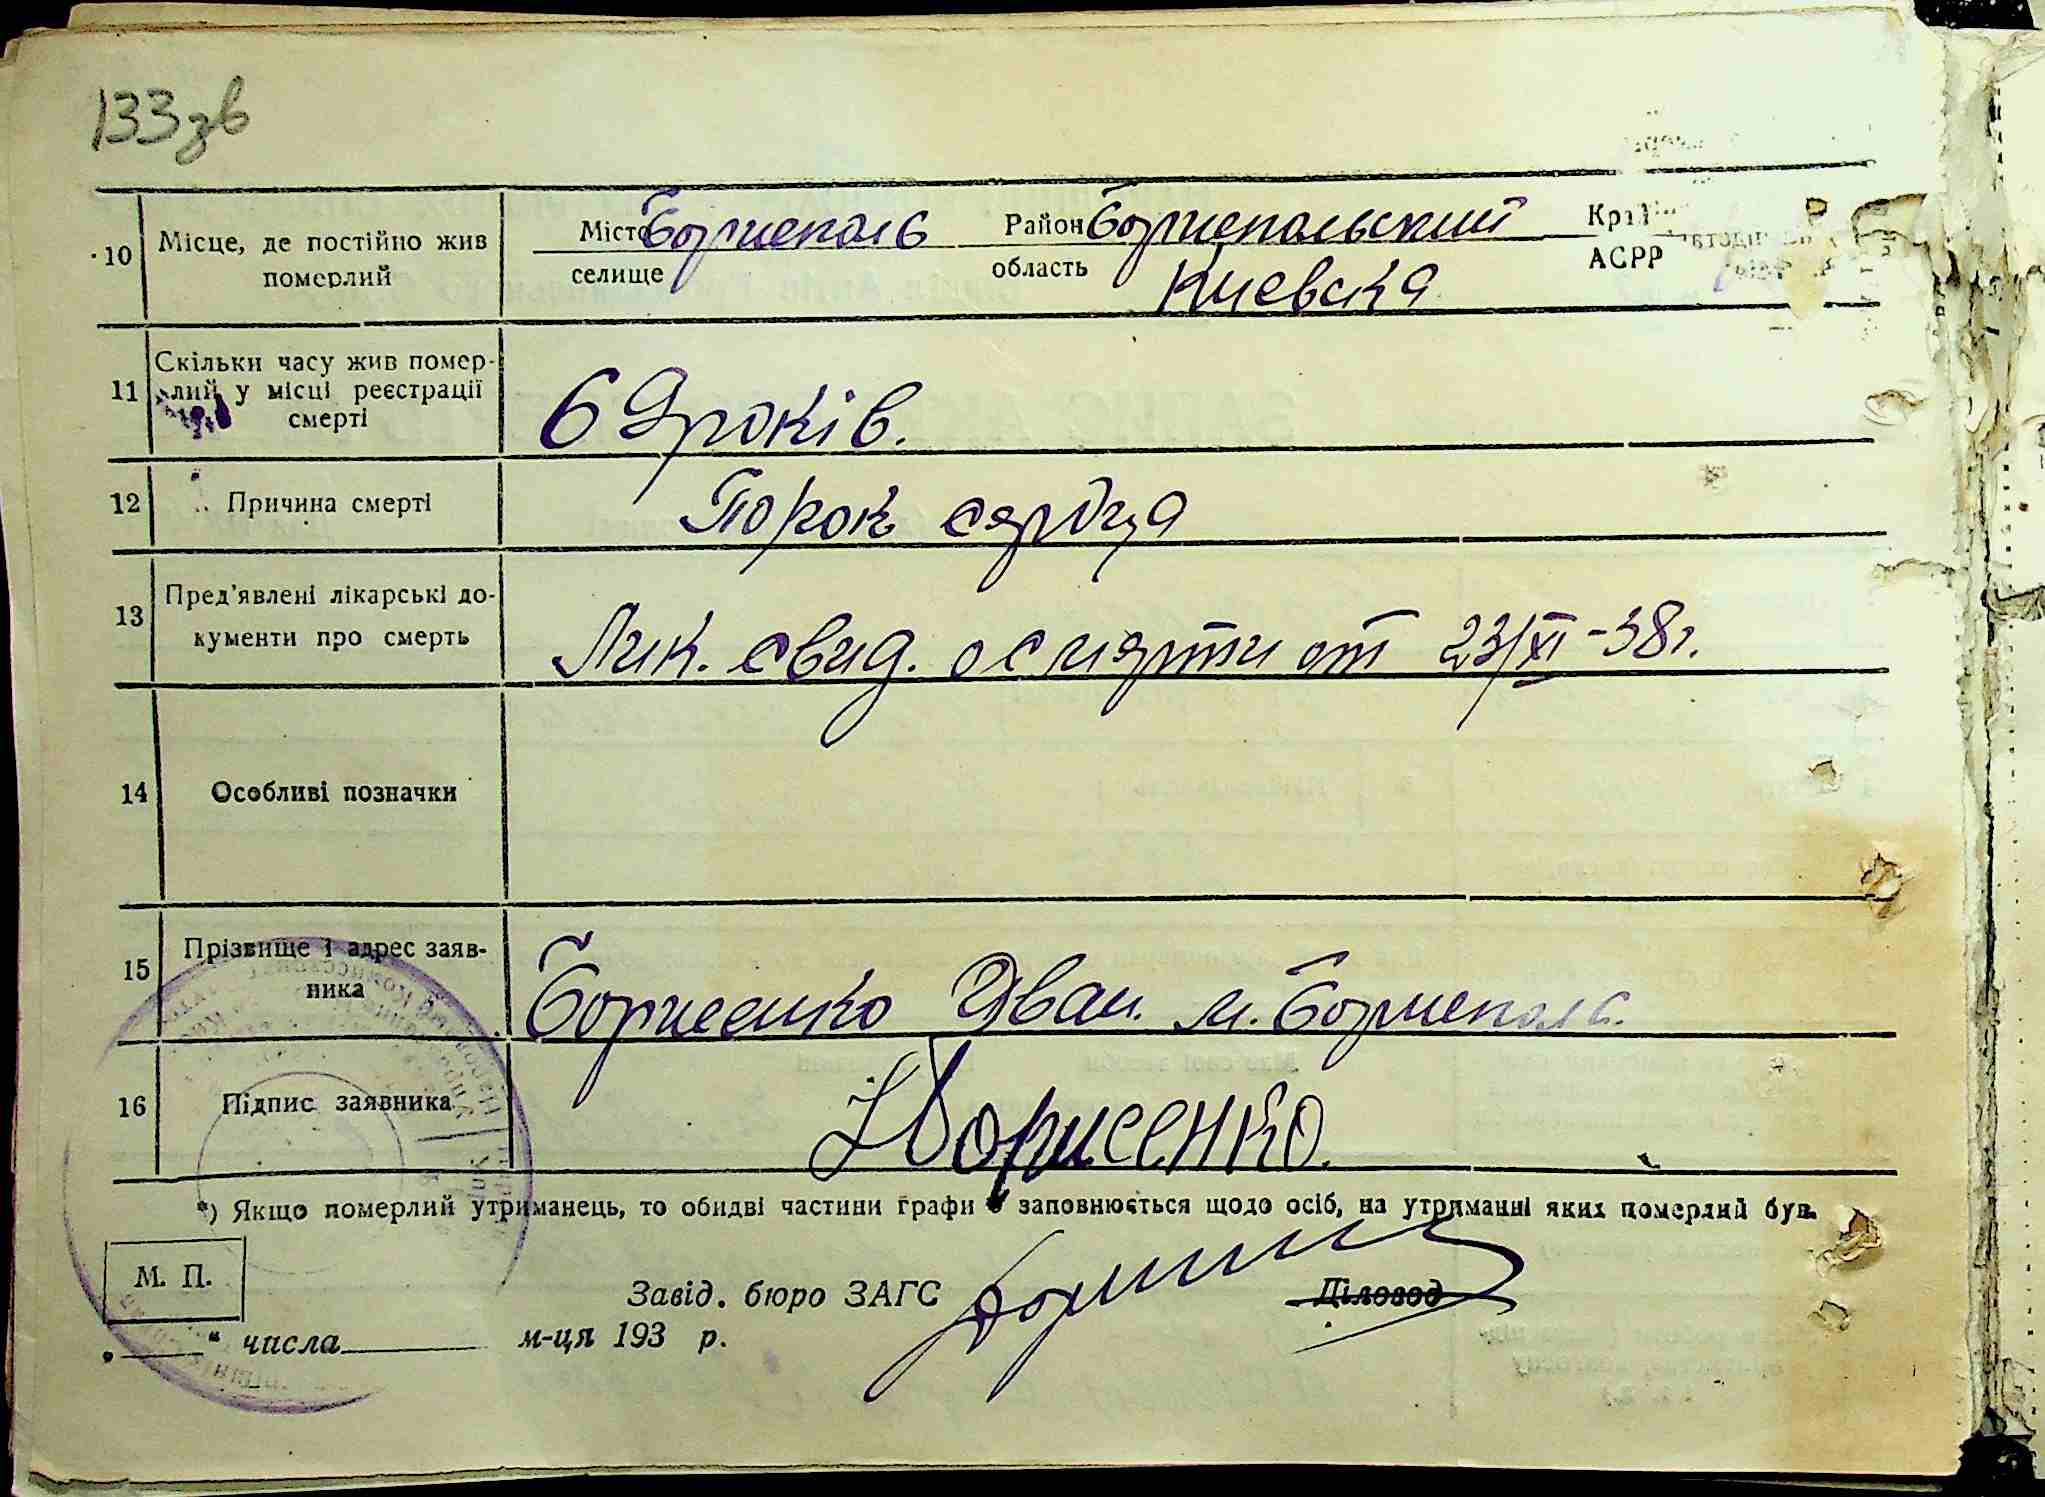 133зв
10 Місце, де постійно жив померлий
Місто Борисполь Район Бориспольский Край
селище область Киевска АСРР
11 Скільки часу жив помер-
лий у місці реєстрації
смерті
69 років.
12 Причина смерті Порок сердца
13 Пред'явлені лікарські до-
кументи про смерть
Лик. свид. о смерти от 23/XI-38г.
14 Особливі позначки
15 Прізвище і адрес заяв-
ника
Борисенко Иван. м. Борисполь.
16 Підпис заявника Борисенко.
*) Якщо померлий утриманець, то обидві частини графи заповнюється щодо осіб, на утриманні яких померлий був.
М. П.
Завід. бюро ЗАГС Діловод
„ “ числа м-ця 193 р.